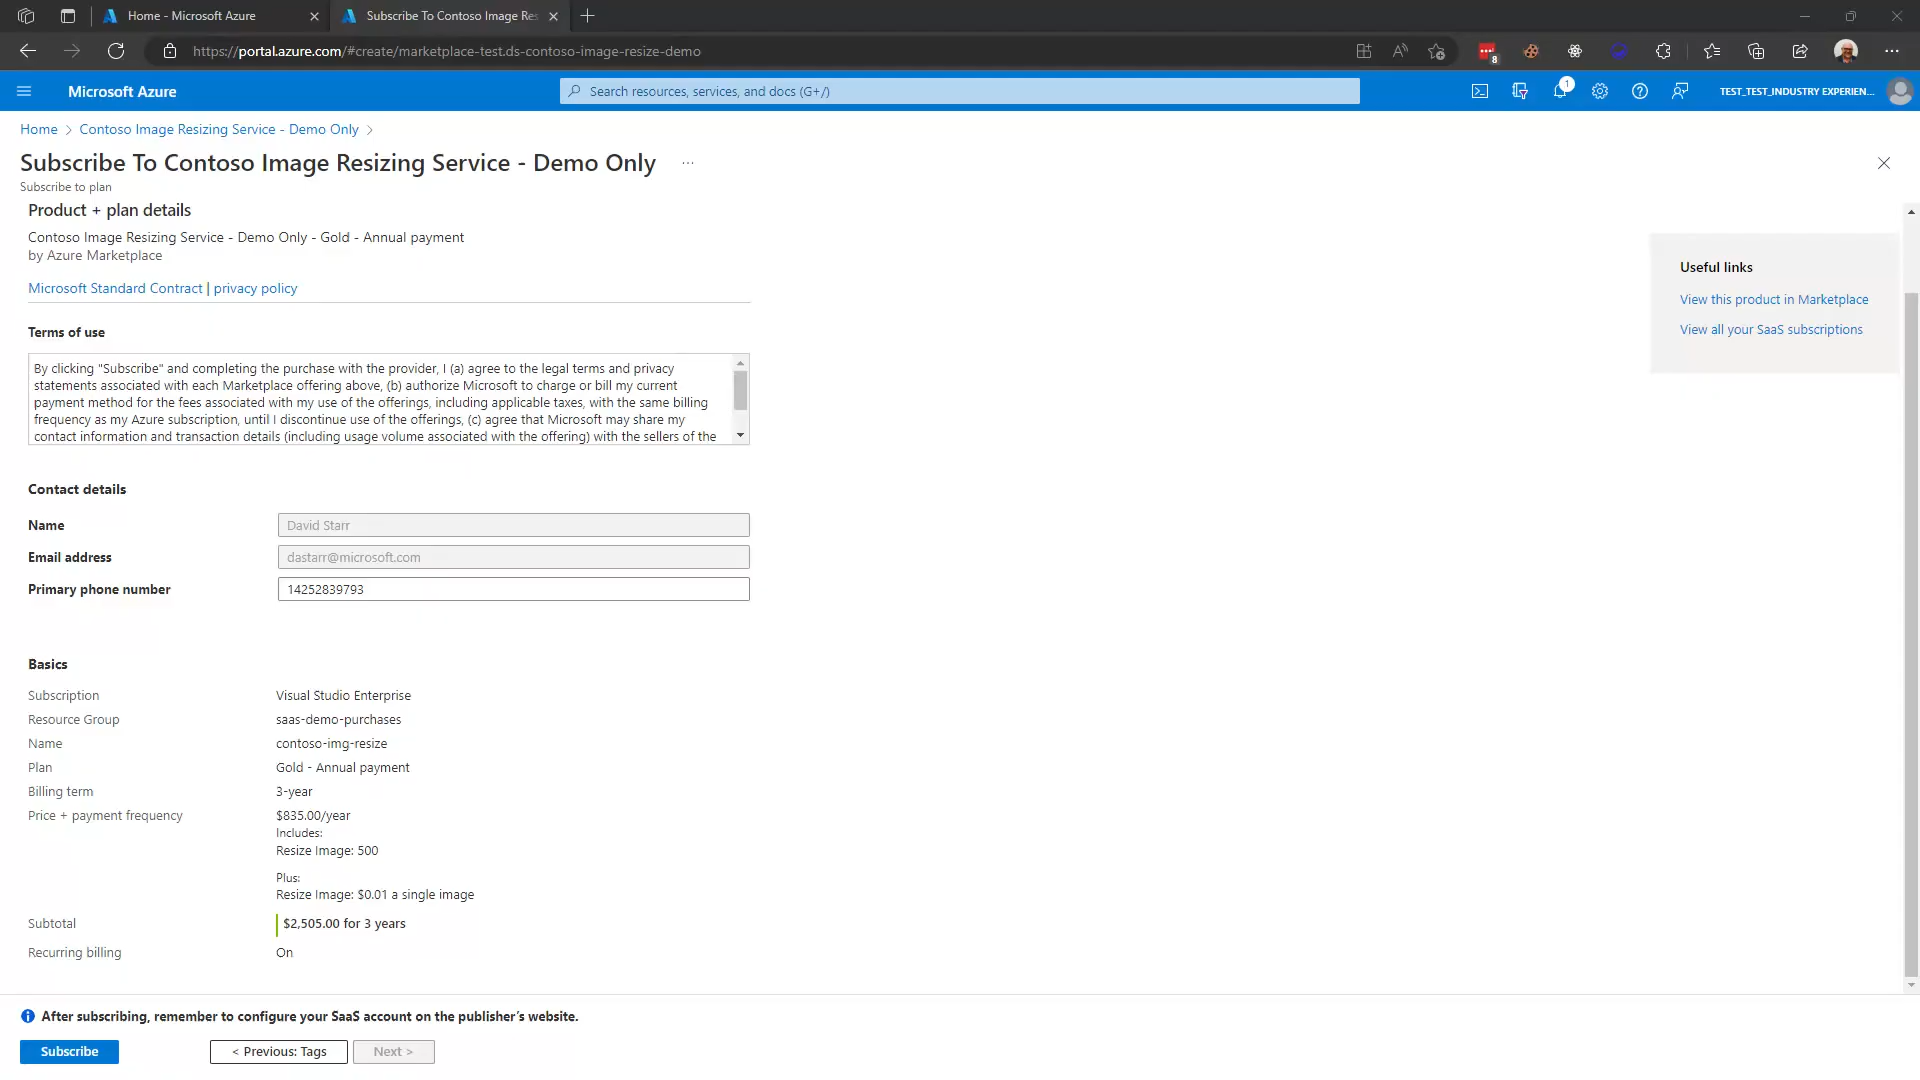 Home - Microsoft Azure
Subscribe To Contoso Image Res
https://portal.azure.com/#create/marketplace-test.ds-contoso-image-resize-demo
8
Microsoft Azure
Search resources, services, and docs (G+/)
1
TEST_TEST_INDUSTRY EXPERIEN...
Home > Contoso Image Resizing Service - Demo Only >
Subscribe To Contoso Image Resizing Service - Demo Only ...
Subscribe to plan
Product + plan details
Contoso Image Resizing Service - Demo Only - Gold - Annual payment
by Azure Marketplace
Microsoft Standard Contract | privacy policy
Useful links
View this product in Marketplace
View all your SaaS subscriptions
Terms of use
By clicking "Subscribe" and completing the purchase with the provider, I (a) agree to the legal terms and privacy
statements associated with each Marketplace offering above, (b) authorize Microsoft to charge or bill my current
payment method for the fees associated with my use of the offerings, including applicable taxes, with the same billing
frequency as my Azure subscription, until I discontinue use of the offerings, (c) agree that Microsoft may share my
contact information and transaction details (including usage volume associated with the offering) with the sellers of the
Contact details
Name David Starr
Email address dastarr@microsoft.com
Primary phone number 14252839793
Basics
Subscription Visual Studio Enterprise
Resource Group saas-demo-purchases
Name contoso-img-resize
Plan Gold - Annual payment
Billing term 3-year
Price + payment frequency $835.00/year
Includes:
Resize Image: 500
Plus:
Resize Image: $0.01 a single image
Subtotal $2,505.00 for 3 years
Recurring billing On
After subscribing, remember to configure your SaaS account on the publisher's website.
Subscribe < Previous: Tags Next >